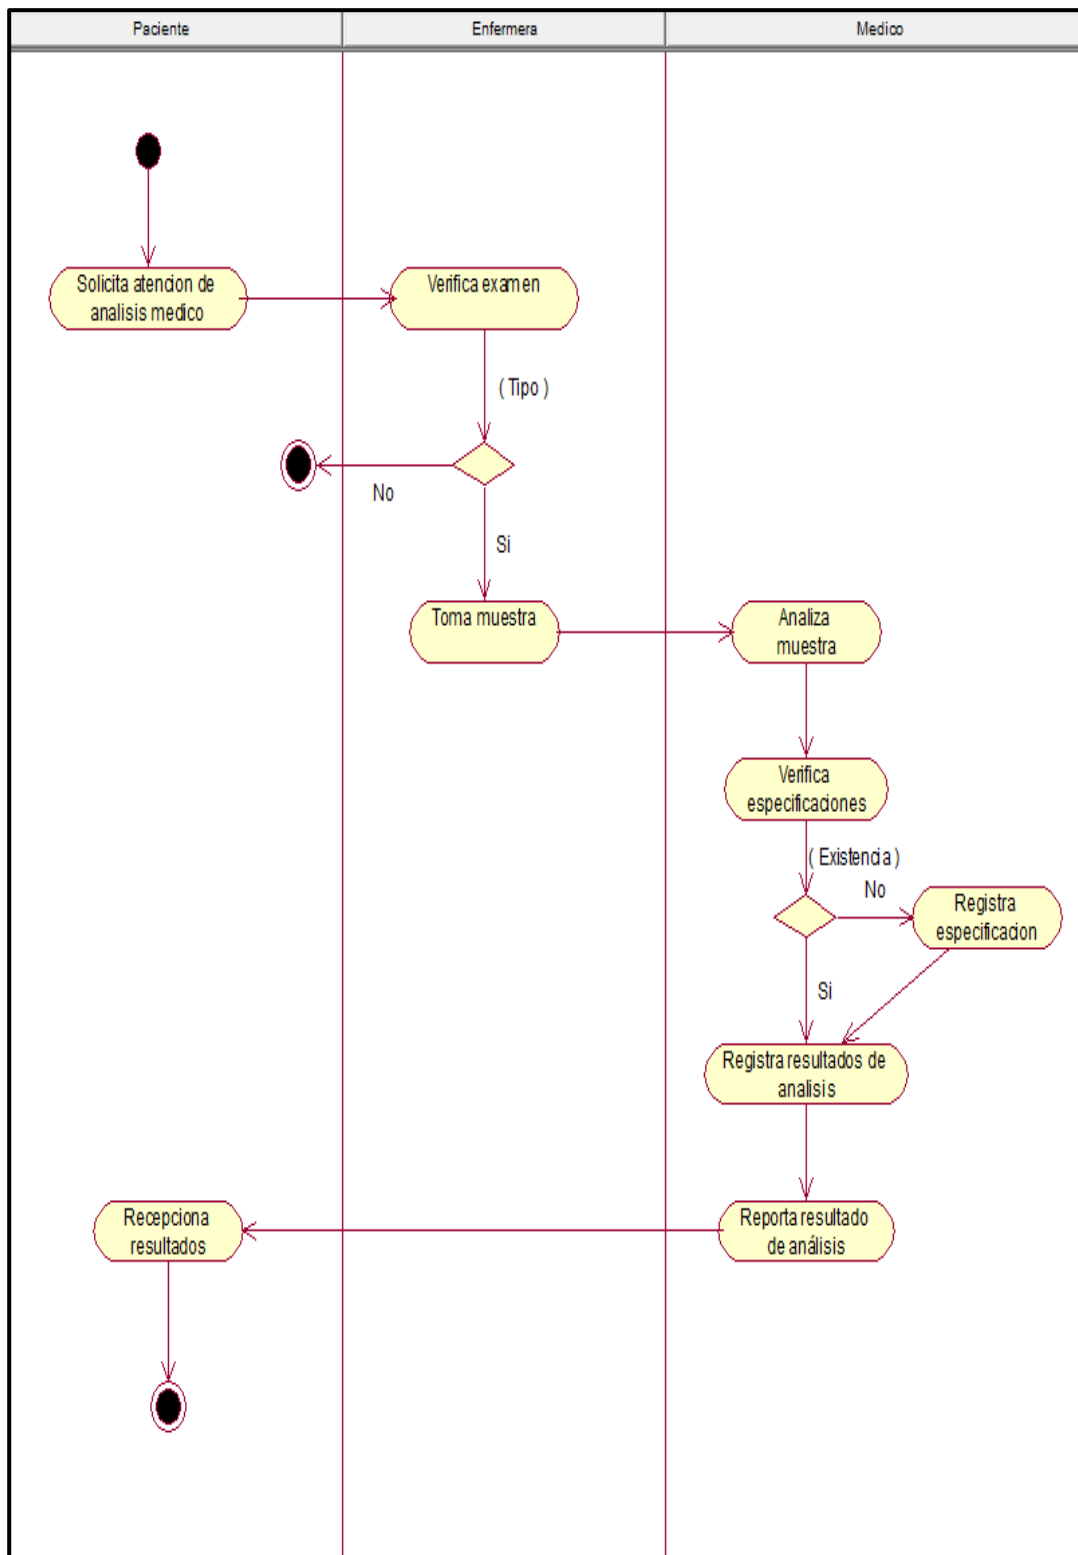 Paciente
Enfermera
Medico
Solicita atencion de
analisis medico
Verifica examen
( Tipo )
No
Si
Toma muestra
Analiza
muestra
Verifica
especificaciones
( Existencia )
No
Registra
especificacion
Si
Registra resultados de
analisis
Recepciona
resultados
Reporta resultado
de análisis